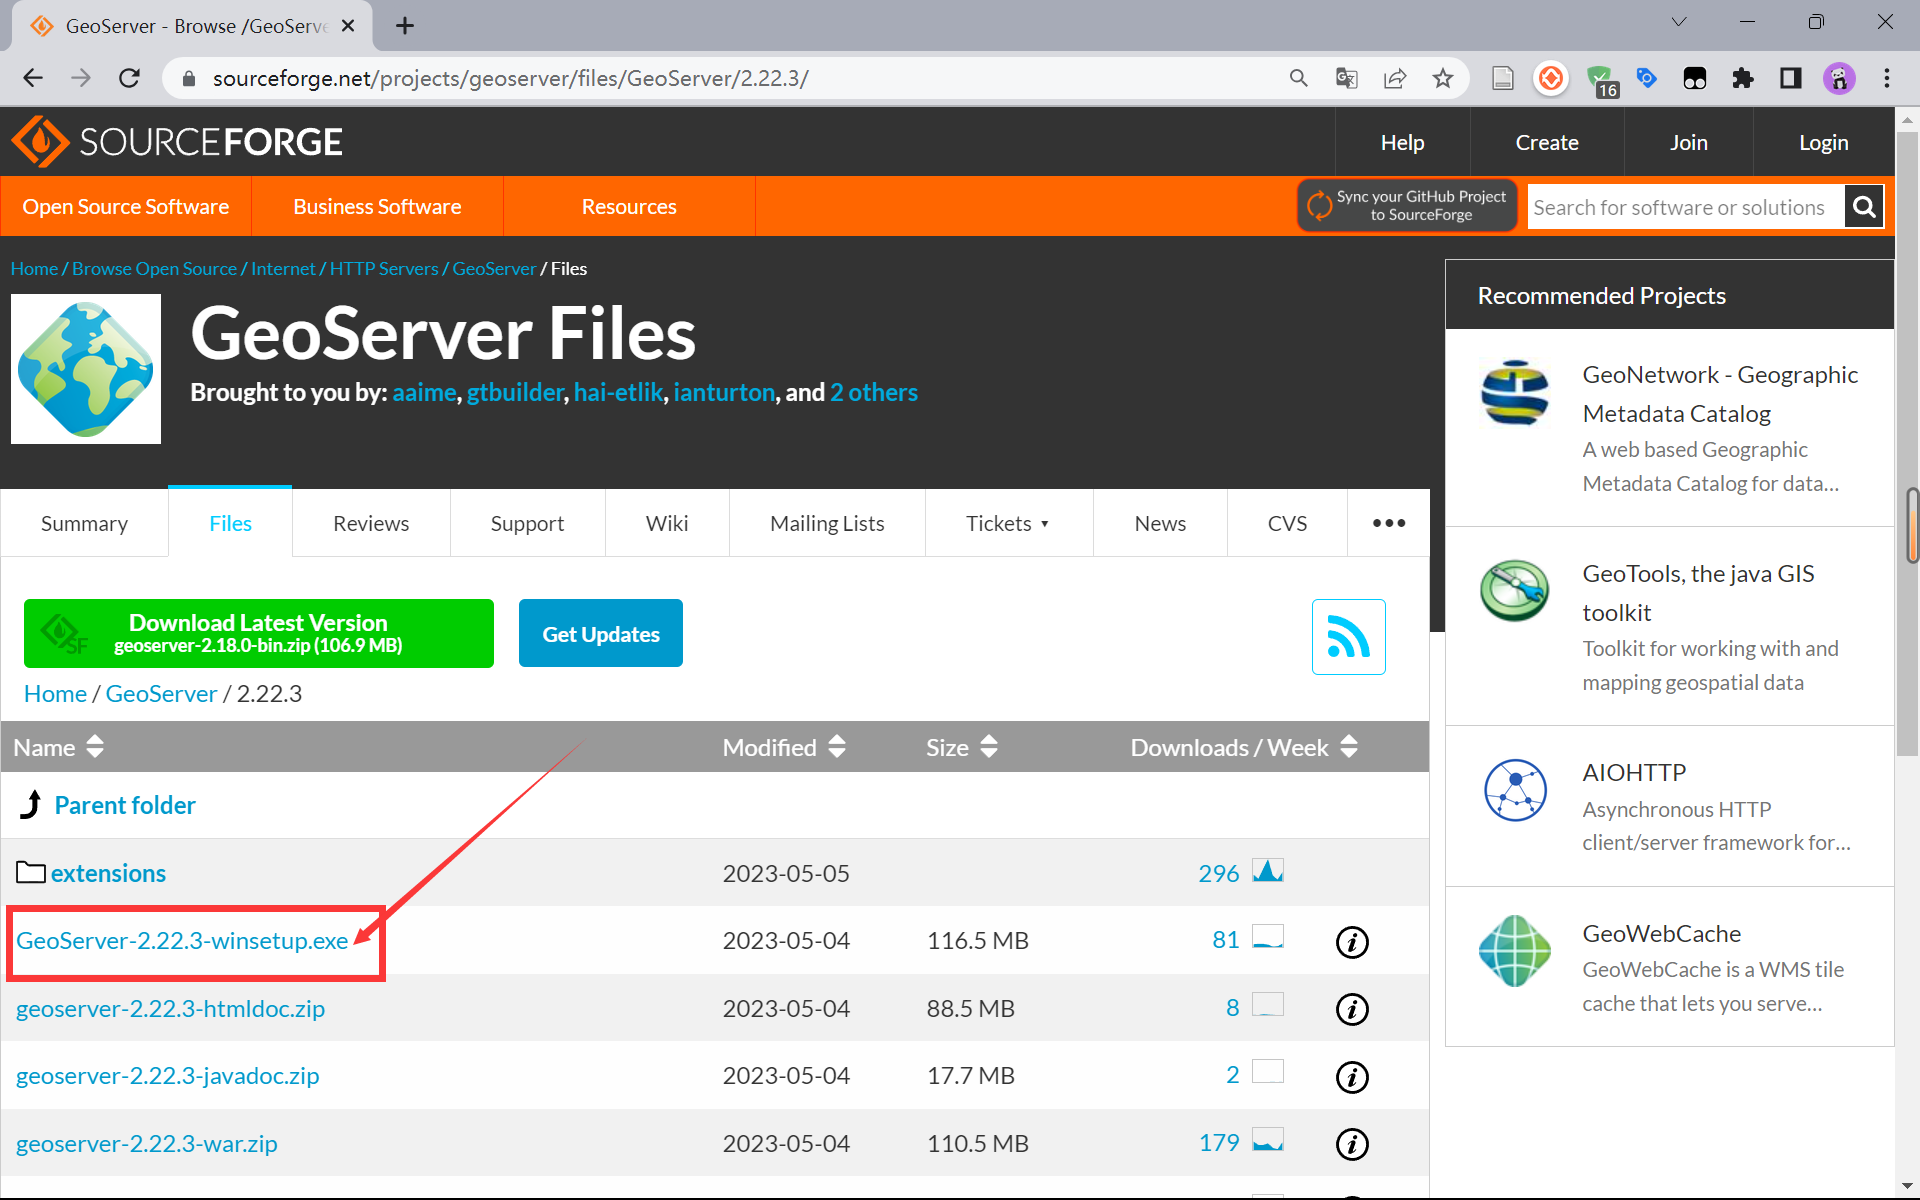 GeoServer - Browse /GeoServe
sourceforge.net/projects/geoserver/files/GeoServer/2.22.3/
16
SOURCEFORGE
Help
Create
Join
Login
Open Source Software
Business Software
Resources
Sync your GitHub Project
to SourceForge
Search for software or solutions
Home / Browse Open Source / Internet / HTTP Servers / GeoServer / Files
GeoServer Files
Brought to you by: aaime, gtbuilder, hai-etlik, ianturton, and 2 others
Summary
Files
Reviews
Support
Wiki
Mailing Lists
Tickets
News
CVS
Download Latest Version
geoserver-2.18.0-bin.zip (106.9 MB)
SF
Get Updates
Home / GeoServer / 2.22.3
Name
Modified
Size
Downloads / Week
Parent folder
extensions 2023-05-05 296
GeoServer-2.22.3-winsetup.exe 2023-05-04 116.5 MB 81
geoserver-2.22.3-htmldoc.zip 2023-05-04 88.5 MB 8
geoserver-2.22.3-javadoc.zip 2023-05-04 17.7 MB 2
geoserver-2.22.3-war.zip 2023-05-04 110.5 MB 179
Recommended Projects
GeoNetwork - Geographic
Metadata Catalog
A web based Geographic
Metadata Catalog for data...
GeoTools, the java GIS
toolkit
Toolkit for working with and
mapping geospatial data
AIOHTTP
Asynchronous HTTP
client/server framework for...
GeoWebCache
GeoWebCache is a WMS tile
cache that lets you serve...